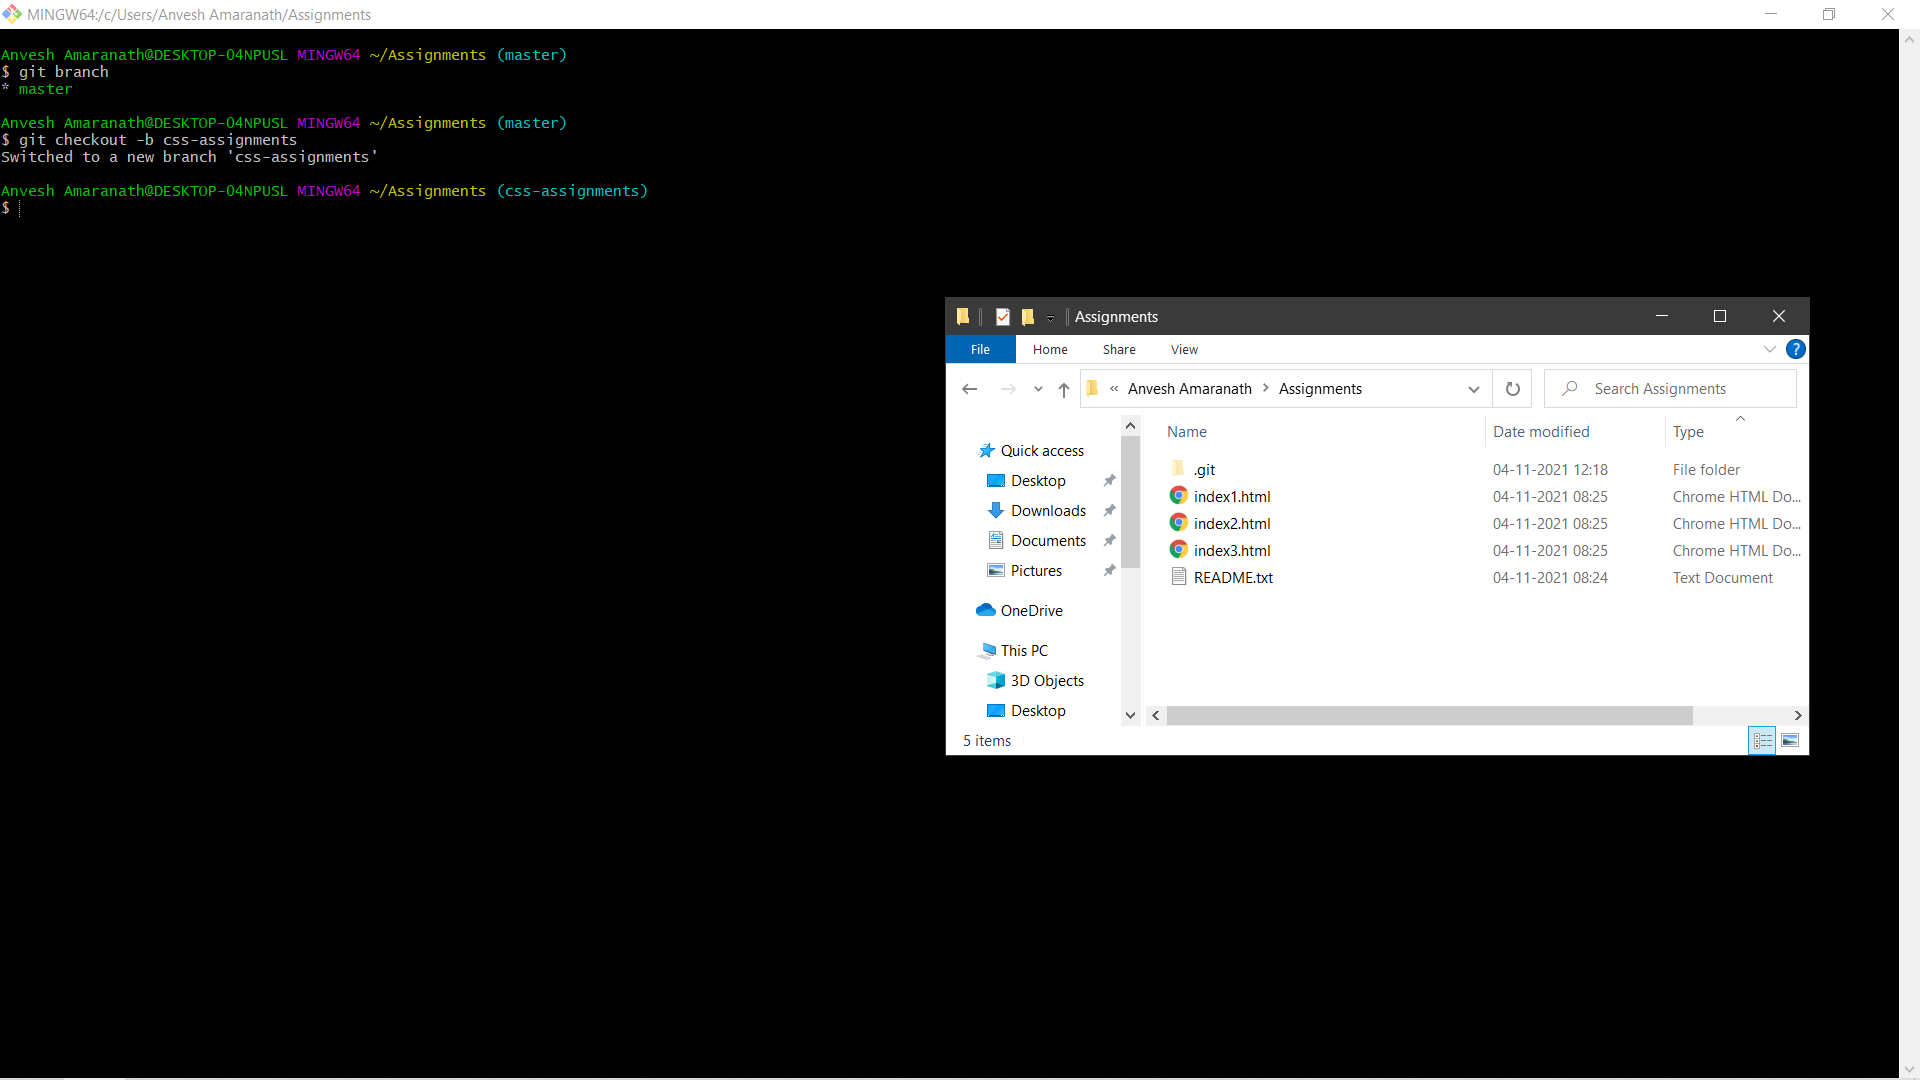 MINGW64:/c/Users/Anvesh Amaranath/Assignments
Anvesh Amaranath@DESKTOP-O4NPUSL MINGW64 ~/Assignments (master)
$ git branch
* master
Anvesh Amaranath@DESKTOP-O4NPUSL MINGW64 ~/Assignments (master)
$ git checkout -b css-assignments
Switched to a new branch 'css-assignments'
Anvesh Amaranath@DESKTOP-O4NPUSL MINGW64 ~/Assignments (css-assignments)
$
Assignments
File Home Share View ?
« Anvesh Amaranath > Assignments Search Assignments
Name Date modified Type
Quick access
Desktop
Downloads
Documents
Pictures
OneDrive
This PC
3D Objects
Desktop
.git 04-11-2021 12:18 File folder
index1.html 04-11-2021 08:25 Chrome HTML Do...
index2.html 04-11-2021 08:25 Chrome HTML Do...
index3.html 04-11-2021 08:25 Chrome HTML Do...
README.txt 04-11-2021 08:24 Text Document
5 items